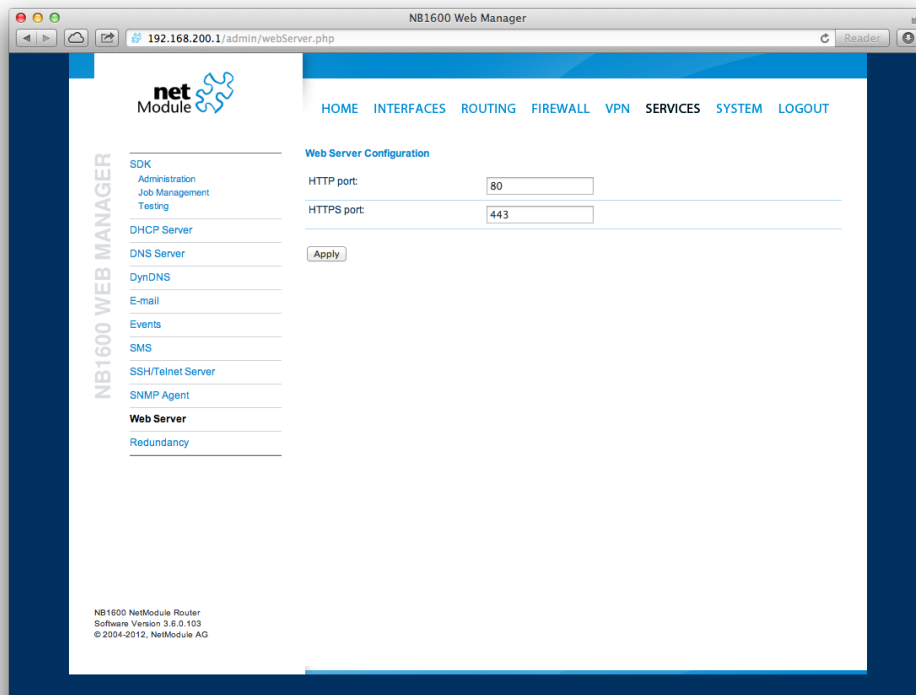 NB1600 Web Manager
192.168.200.1/admin/webServer.php
Reader
net
Module
HOME INTERFACES ROUTING FIREWALL VPN SERVICES SYSTEM LOGOUT
NB1600 WEB MANAGER
SDK
Administration
Job Management
Testing
DHCP Server
DNS Server
DynDNS
E-mail
Events
SMS
SSH/Telnet Server
SNMP Agent
Web Server
Redundancy
Web Server Configuration
HTTP port: 80
HTTPS port: 443
Apply
NB1600 NetModule Router
Software Version 3.6.0.103
© 2004-2012, NetModule AG